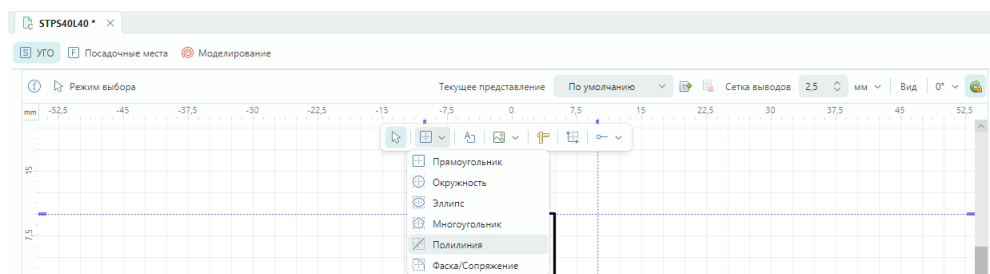 STPS40L40 *
S УГО F Посадочные места Моделирование
Режим выбора Текущее представление По умолчанию Сетка выводов 2,5 мм Вид 0°
mm -52,5 -45 -37,5 -30 -22,5 -15 -7,5 0 7,5 15 22,5 30 37,5 45 52,5
Прямоугольник
15
Окружность
Эллипс
Многоугольник
7,5
Полилиния
Фаска/Сопряжение